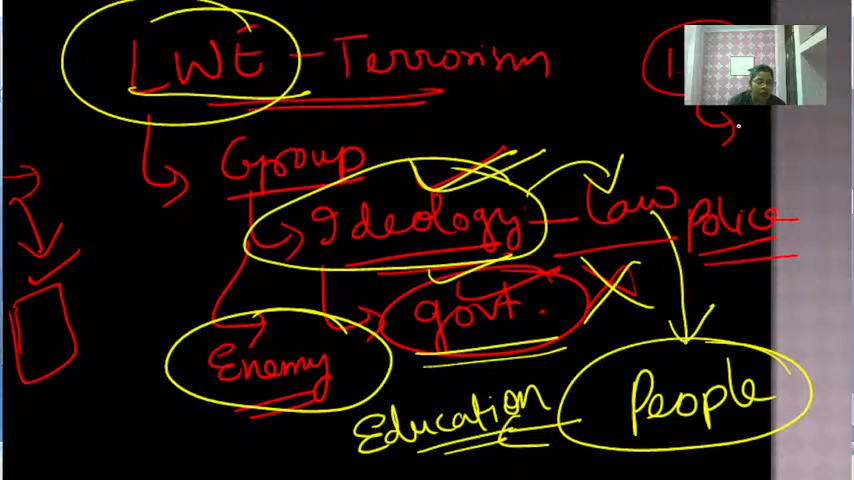 LWE - Terrorism
Group
Ideology - Law Police
govt.
Enemy
People
Education